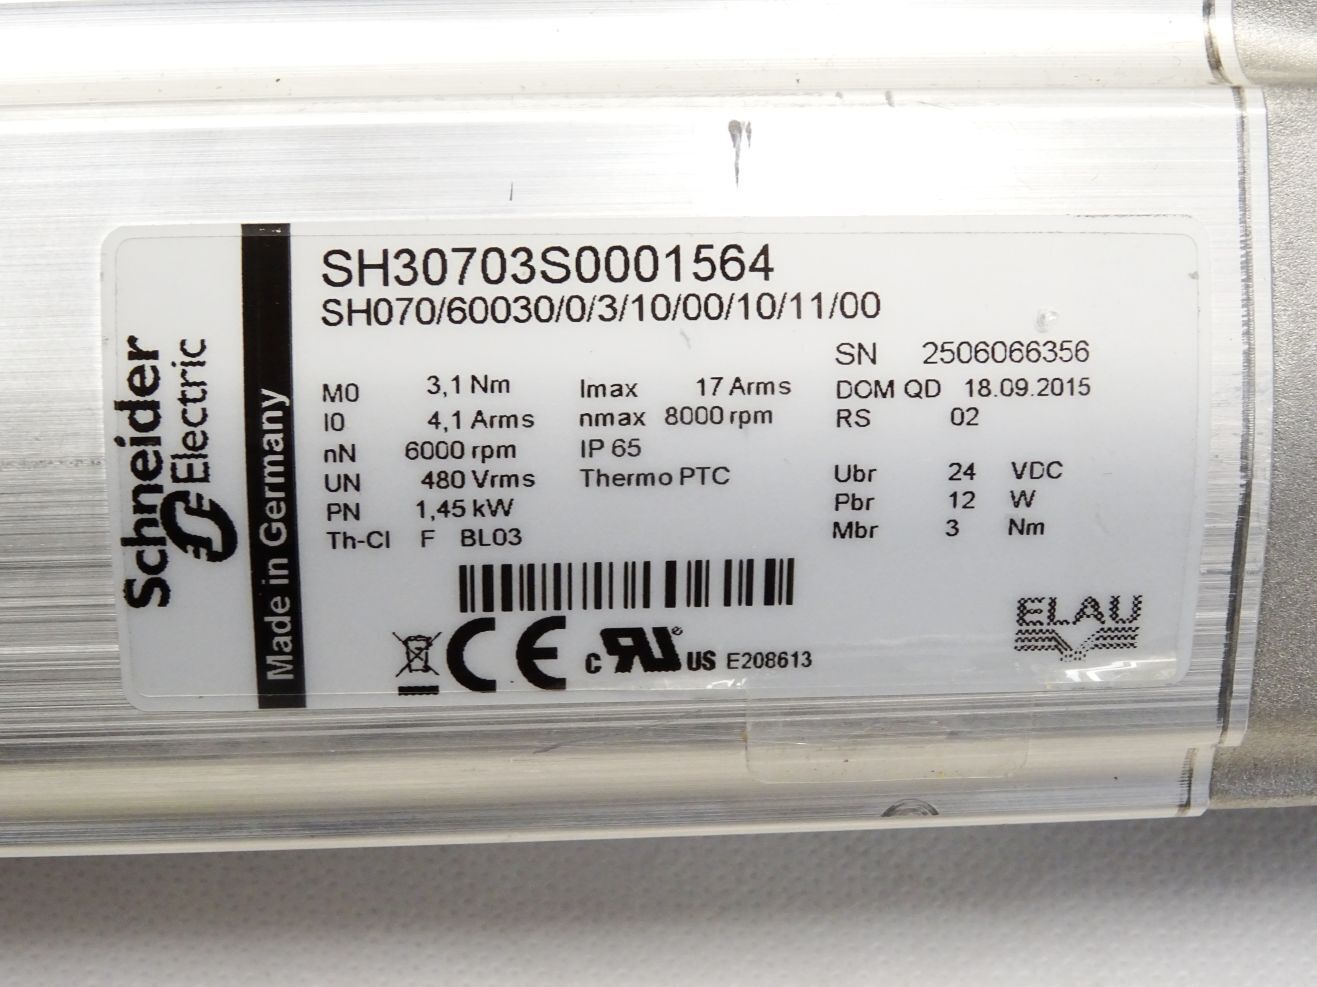 Schneider
Electric
Made in Germany
SH30703S0001564
SH070/60030/0/3/10/00/10/11/00
SN 2506066356
M0 3,1 Nm Imax 17 Arms DOM QD 18.09.2015
I0 4,1 Arms nmax 8000 rpm RS 02
nN 6000 rpm IP 65
UN 480 Vrms Thermo PTC Ubr 24 VDC
PN 1,45 kW Pbr 12 W
Th-Cl F BL03 Mbr 3 Nm
ELAU
CE c RU ® US E208613